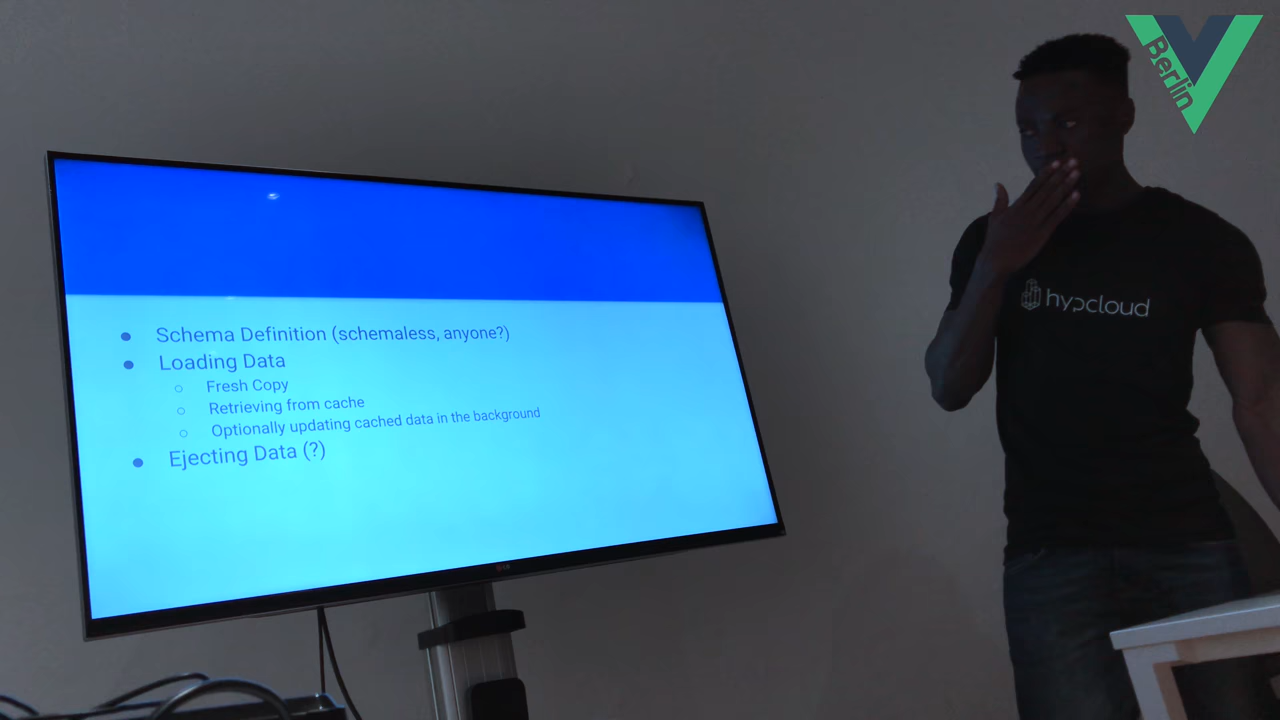 Berlin
hypcloud
Schema Definition (schemaless, anyone?)
Loading Data
Fresh Copy
Retrieving from cache
Optionally updating cached data in the background
Ejecting Data (?)
LG